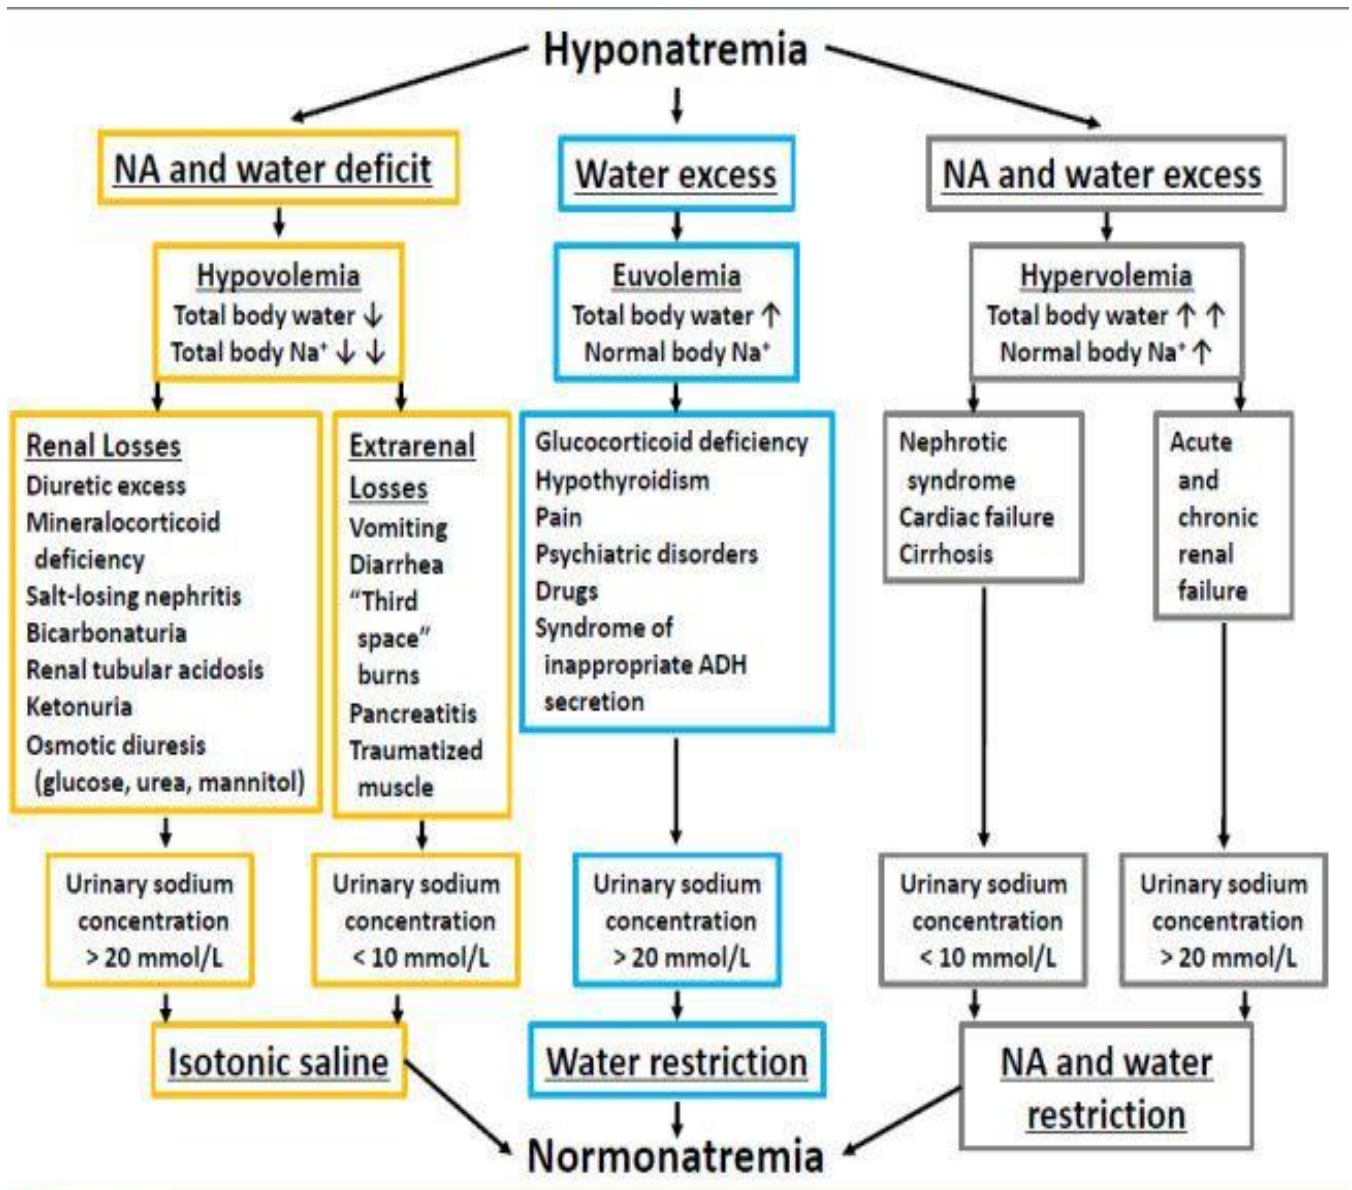 Hyponatremia
NA and water deficit
Water excess
NA and water excess
Hypovolemia
Total body water ↓
Total body Na⁺ ↓ ↓
Euvolemia
Total body water ↑
Normal body Na⁺
Hypervolemia
Total body water ↑ ↑
Normal body Na⁺ ↑
Renal Losses
Diuretic excess
Mineralocorticoid
deficiency
Salt-losing nephritis
Bicarbonaturia
Renal tubular acidosis
Ketonuria
Osmotic diuresis
(glucose, urea, mannitol)
Extrarenal
Losses
Vomiting
Diarrhea
“Third
space”
burns
Pancreatitis
Traumatized
muscle
Glucocorticoid deficiency
Hypothyroidism
Pain
Psychiatric disorders
Drugs
Syndrome of
inappropriate ADH
secretion
Nephrotic
syndrome
Cardiac failure
Cirrhosis
Acute
and
chronic
renal
failure
Urinary sodium
concentration
> 20 mmol/L
Urinary sodium
concentration
< 10 mmol/L
Urinary sodium
concentration
> 20 mmol/L
Urinary sodium
concentration
< 10 mmol/L
Urinary sodium
concentration
> 20 mmol/L
Isotonic saline
Water restriction
NA and water
restriction
Normonatremia